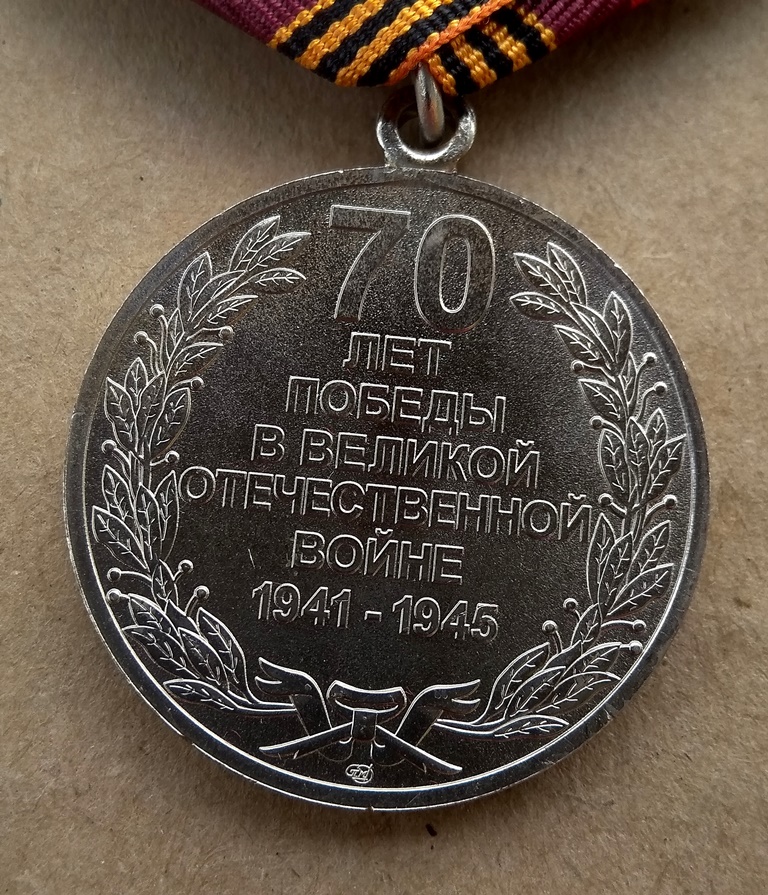 70
ЛЕТ
ПОБЕДЫ
В ВЕЛИКОЙ
ОТЕЧЕСТВЕННОЙ
ВОЙНЕ
1941 - 1945